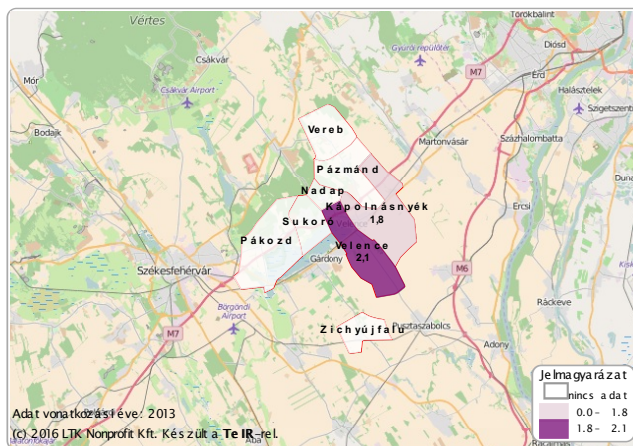 Vértes
Csákvár
Csákvár Airport
Gyúrói repülőtér
Törökbálint
Diósd
M7
Érd
Mór
Halásztelek
Szigetszentm
Bodajk
Vereb
Martonvásár
Százhalombatta
Pázmánd
Nadap
Kápolnásnyék
1,8
Ercsi
Sukoró
Pákozd
Velence
2,1
Gárdony
Székesfehérvár
M6
Börgöndi
Airport
Ráckeve
Zichyújfalu
Pusztaszabolcs
Adony
M7
Jelmagyarázat
nincs adat
0.0 - 1.8
1.8 - 2.1
Adat vonatkozási éve: 2013
(c) 2016 LTK Nonprofit Kft. Készült a TeIR-rel.
Aba